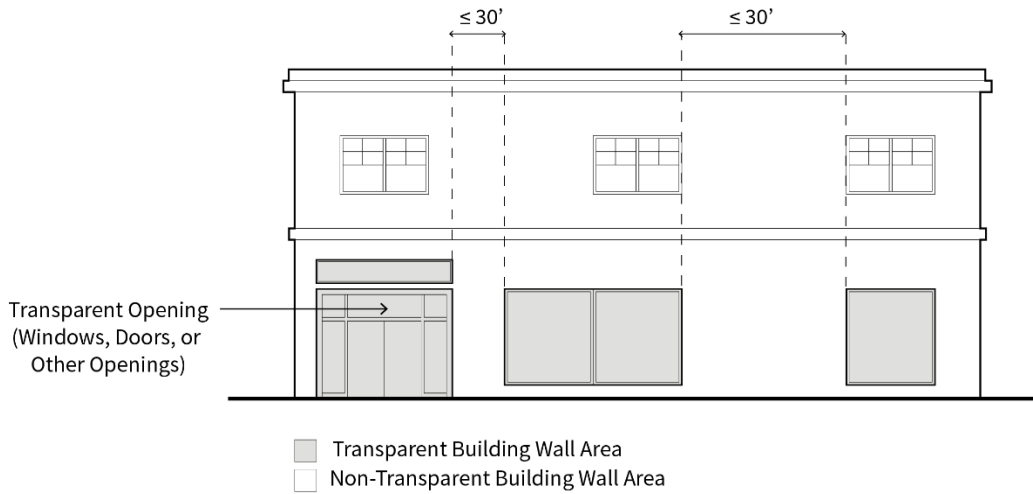 ≤ 30’
≤ 30’
Transparent Opening
(Windows, Doors, or
Other Openings)
Transparent Building Wall Area
Non-Transparent Building Wall Area